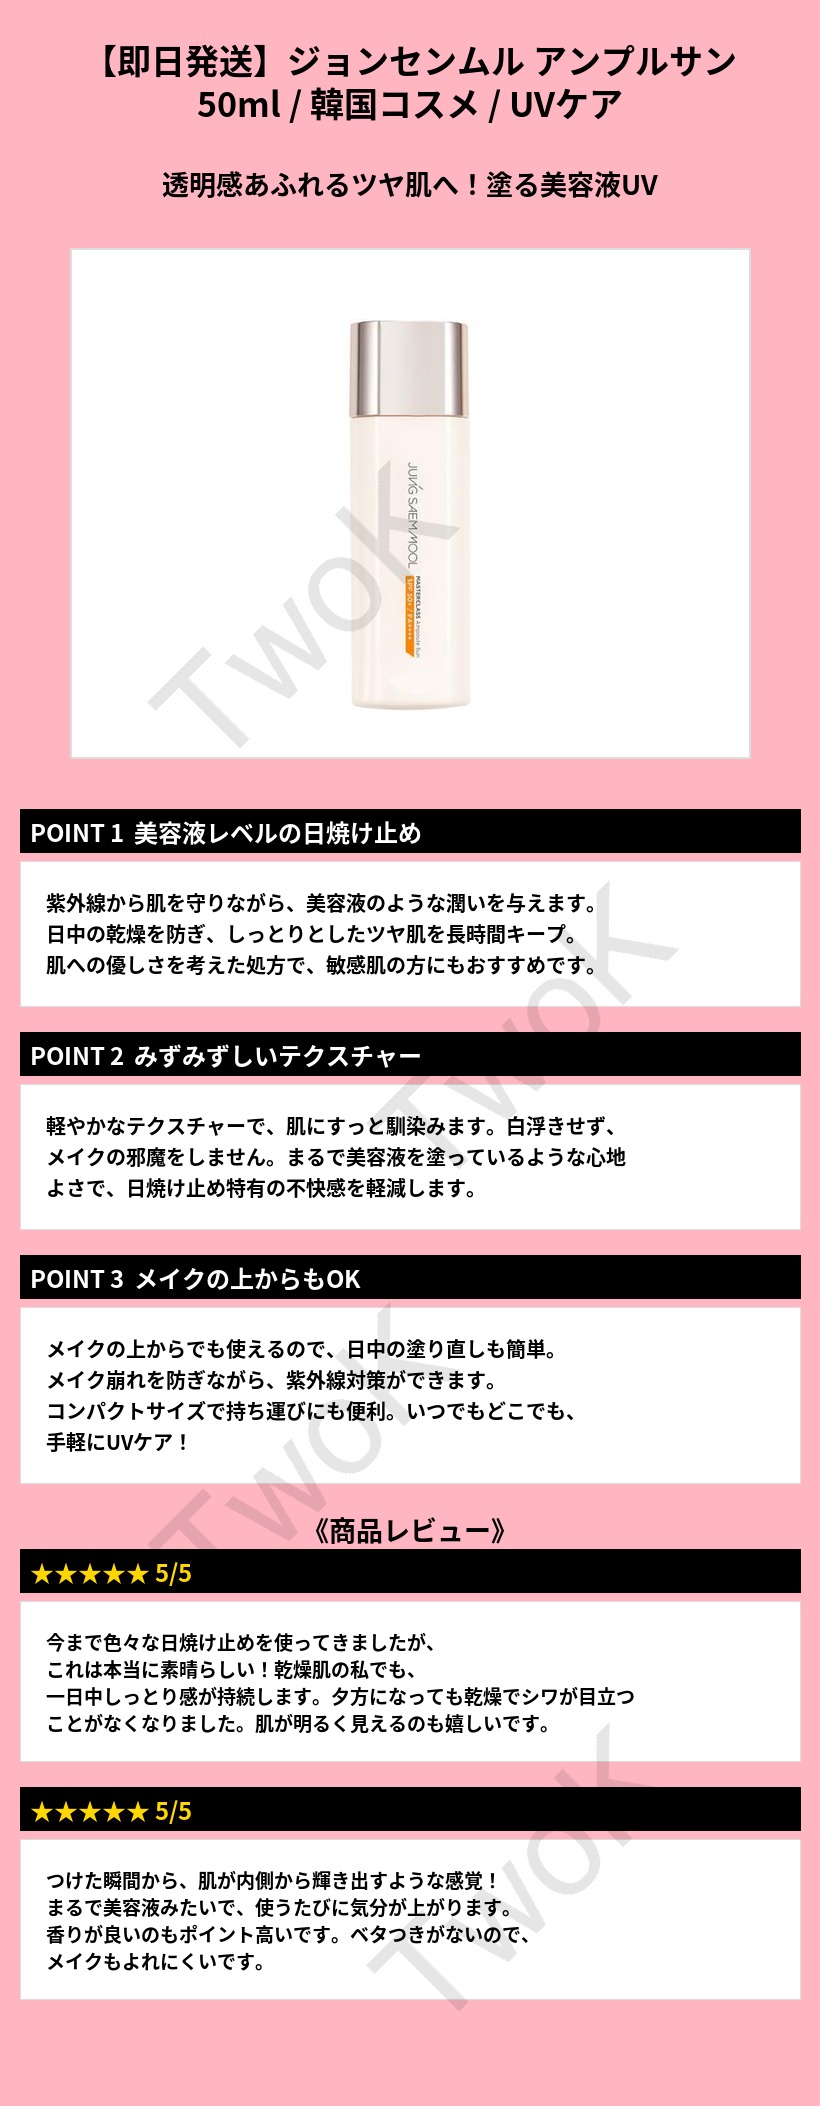 【即日発送】ジョンセンムル アンプルサン
50ml / 韓国コスメ / UVケア
透明感あふれるツヤ肌へ！塗る美容液UV
JUNG SAEM MOOL
MASTERCLASS Ampoule Sun
SPF 50+ / PA++++
TwoK
POINT 1 美容液レベルの日焼け止め
紫外線から肌を守りながら、美容液のような潤いを与えます。
日中の乾燥を防ぎ、しっとりとしたツヤ肌を長時間キープ。
肌への優しさを考えた処方で、敏感肌の方にもおすすめです。
TwoK
POINT 2 みずみずしいテクスチャー
軽やかなテクスチャーで、肌にすっと馴染みます。白浮きせず、
メイクの邪魔をしません。まるで美容液を塗っているような心地
よさで、日焼け止め特有の不快感を軽減します。
POINT 3 メイクの上からもOK
メイクの上からでも使えるので、日中の塗り直しも簡単。
メイク崩れを防ぎながら、紫外線対策ができます。
コンパクトサイズで持ち運びにも便利。いつでもどこでも、
手軽にUVケア！
TwoK
《商品レビュー》
★★★★★ 5/5
今まで色々な日焼け止めを使ってきましたが、
これは本当に素晴らしい！乾燥肌の私でも、
一日中しっとり感が持続します。夕方になっても乾燥でシワが目立つ
ことがなくなりました。肌が明るく見えるのも嬉しいです。
★★★★★ 5/5
つけた瞬間から、肌が内側から輝き出すような感覚！
まるで美容液みたいで、使うたびに気分が上がります。
香りが良いのもポイント高いです。ベタつきがないので、
メイクもよれにくいです。
TwoK